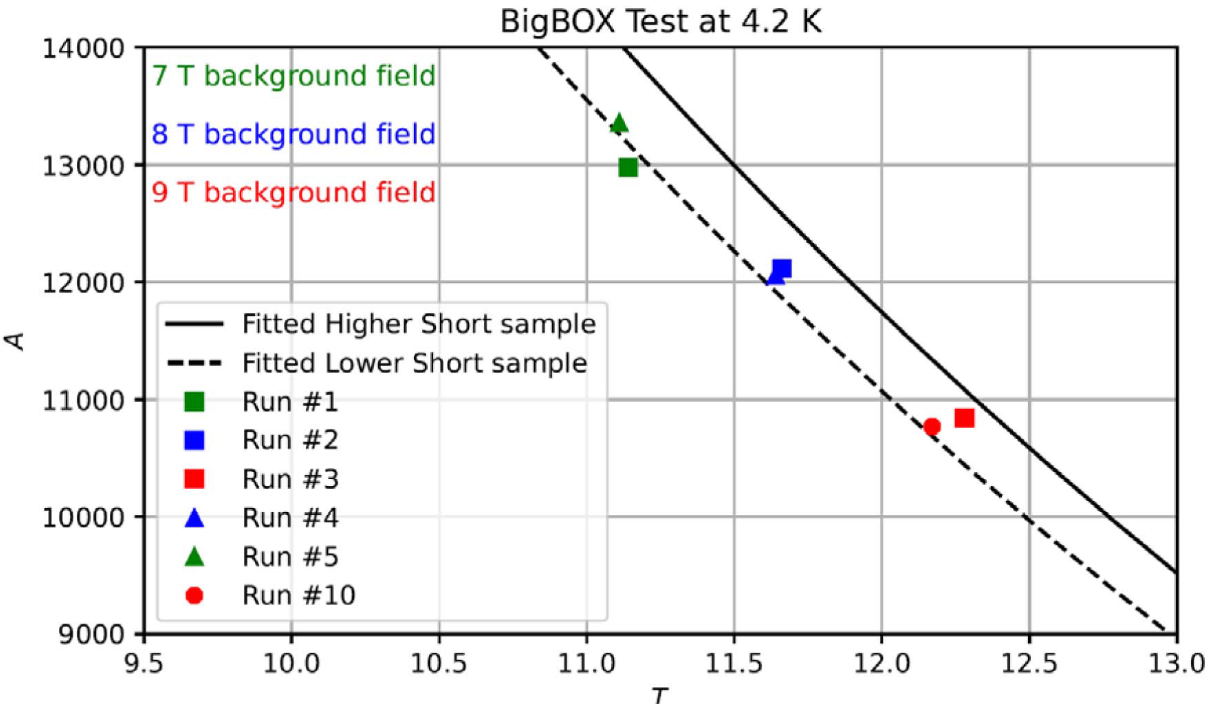 BigBOX Test at 4.2 K
14000
13000
12000
11000
10000
9000
A
7 T background field
8 T background field
9 T background field
Fitted Higher Short sample
Fitted Lower Short sample
Run #1
Run #2
Run #3
Run #4
Run #5
Run #10
9.5 10.0 10.5 11.0 11.5 12.0 12.5 13.0
T